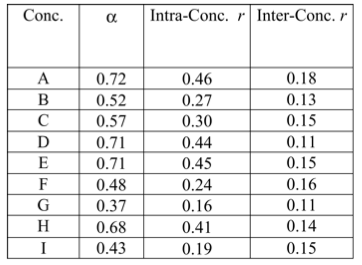 Conc. α Intra-Conc. r Inter-Conc. r
A 0.72 0.46 0.18
B 0.52 0.27 0.13
C 0.57 0.30 0.15
D 0.71 0.44 0.11
E 0.71 0.45 0.15
F 0.48 0.24 0.16
G 0.37 0.16 0.11
H 0.68 0.41 0.14
I 0.43 0.19 0.15